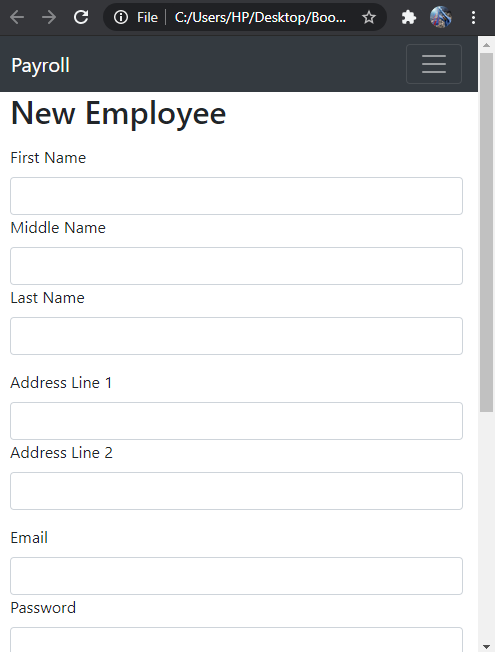 File C:/Users/HP/Desktop/Boo...
Payroll
New Employee
First Name
Middle Name
Last Name
Address Line 1
Address Line 2
Email
Password